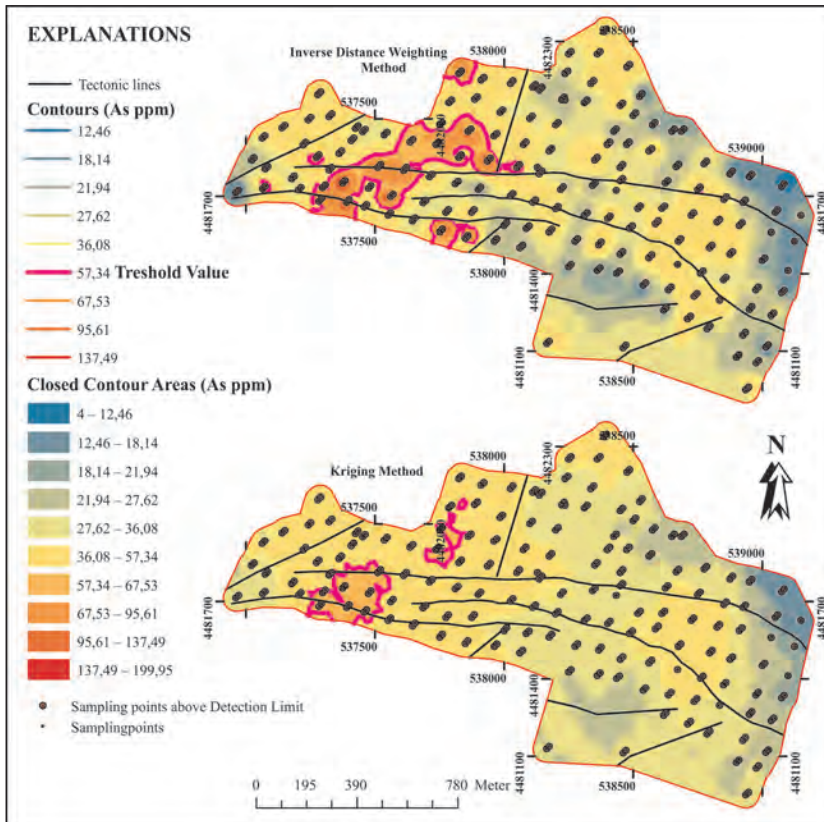 EXPLANATIONS
Tectonic lines
Contours (As ppm)
12,46
18,14
21,94
27,62
36,08
57,34 Treshold Value
67,53
95,61
137,49
Closed Contour Areas (As ppm)
4 – 12,46
12,46 – 18,14
18,14 – 21,94
21,94 – 27,62
27,62 – 36,08
36,08 – 57,34
57,34 – 67,53
67,53 – 95,61
95,61 – 137,49
137,49 – 199,95
Sampling points above Detection Limit
Samplingpoints
Inverse Distance Weighting
Method
538000
4482300
538500
537500
4482000
539000
4481700
4481700
537500
538000
4481400
4481100
538500
4481100
Kriging Method
538000
4482300
538500
537500
4482000
539000
N
4481700
4481700
537500
538000
4481400
4481100
538500
4481100
0 195 390 780 Meter